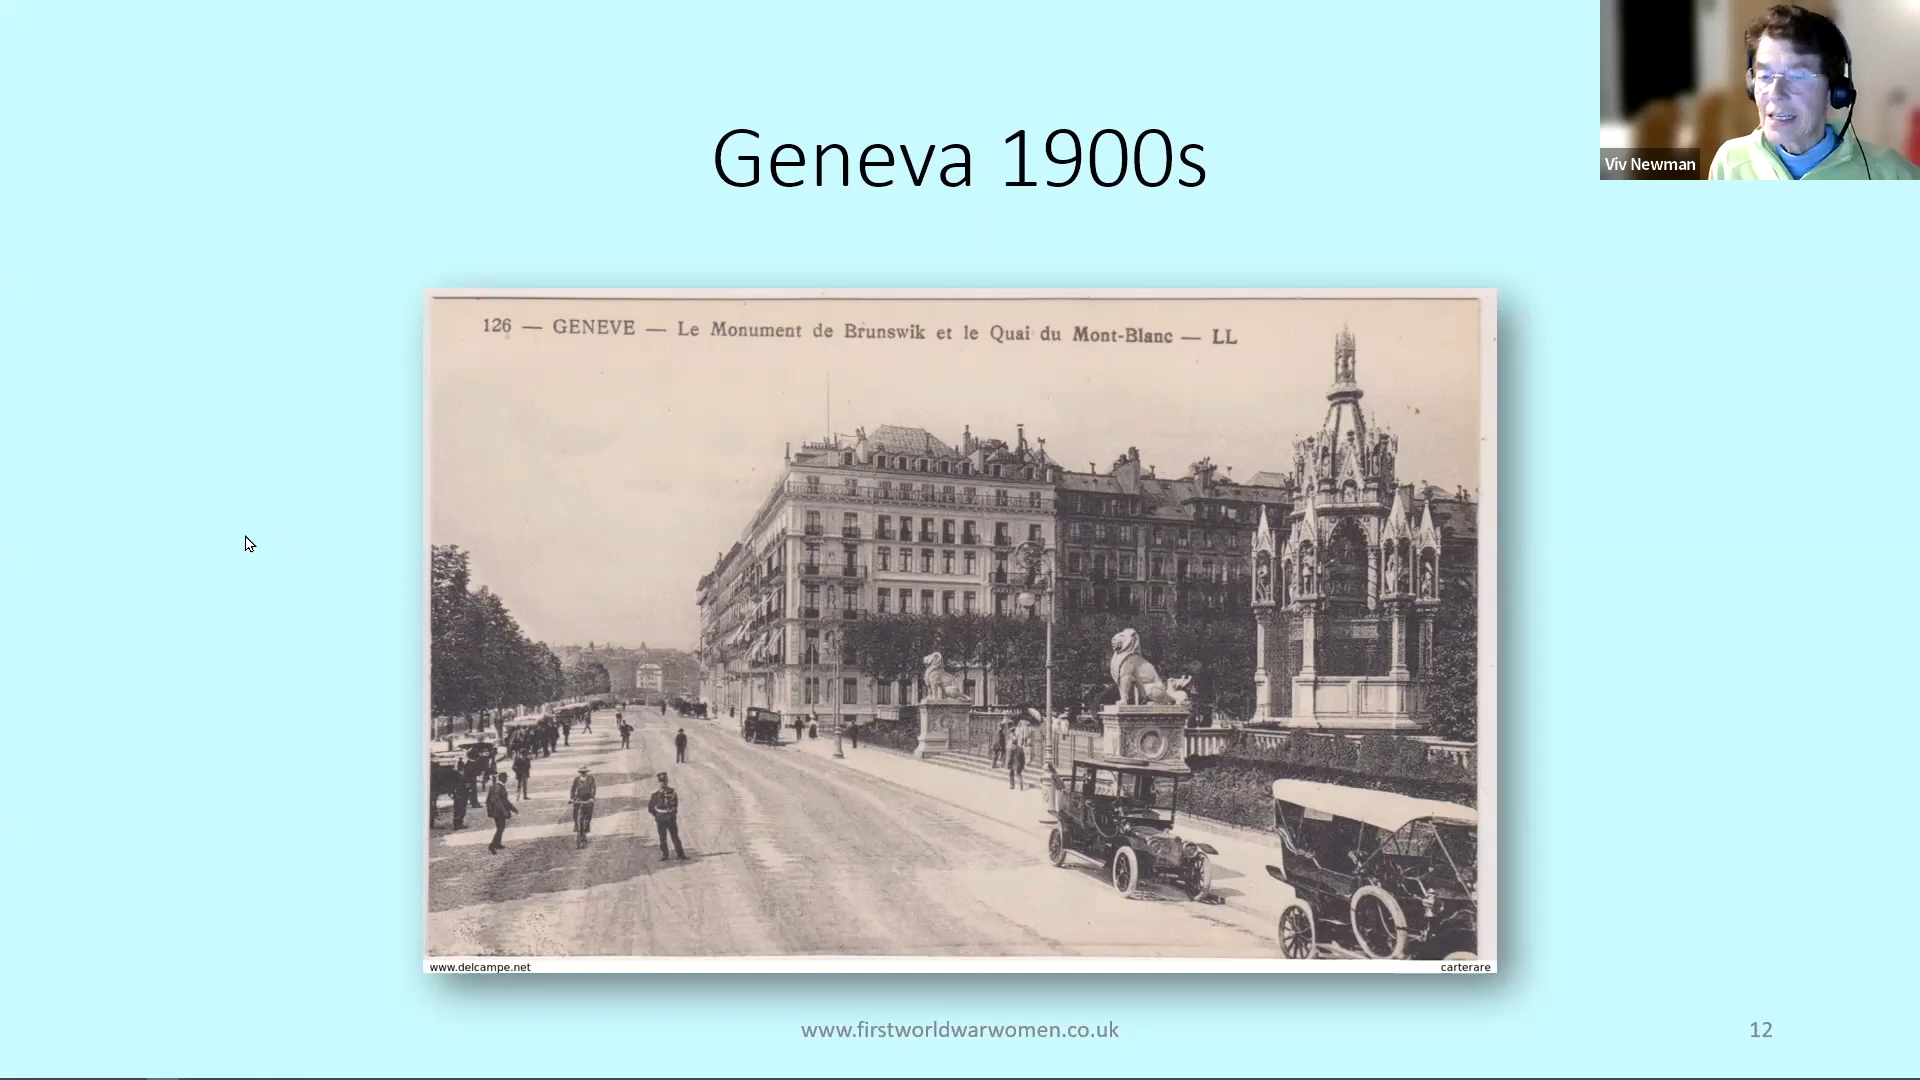 Geneva 1900s
Viv Newman
126 — GENEVE — Le Monument de Brunswik et le Quai du Mont-Blanc — LL
www.delcampe.net
carterare
www.firstworldwarwomen.co.uk
12